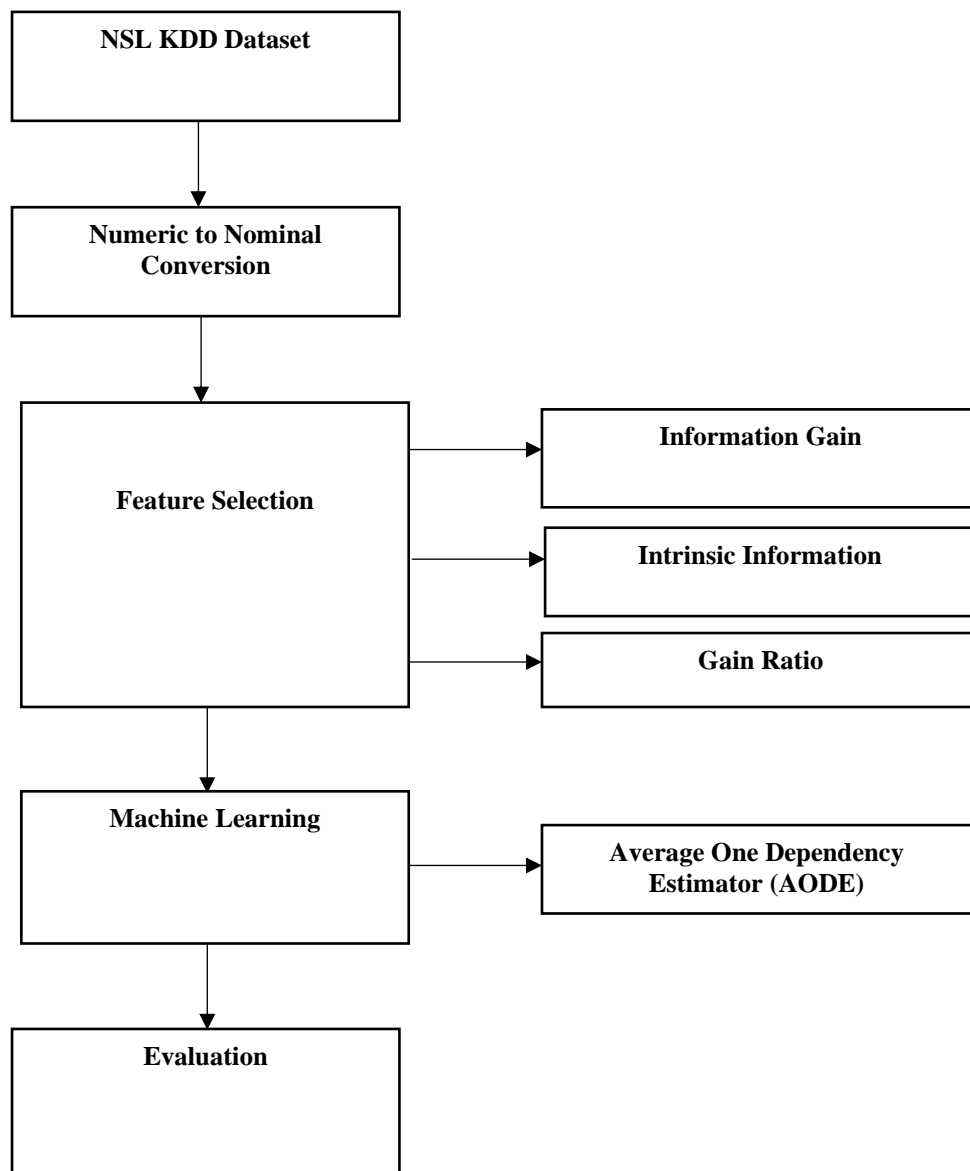 NSL KDD Dataset
Numeric to Nominal
Conversion
Feature Selection
Information Gain
Intrinsic Information
Gain Ratio
Machine Learning
Average One Dependency
Estimator (AODE)
Evaluation